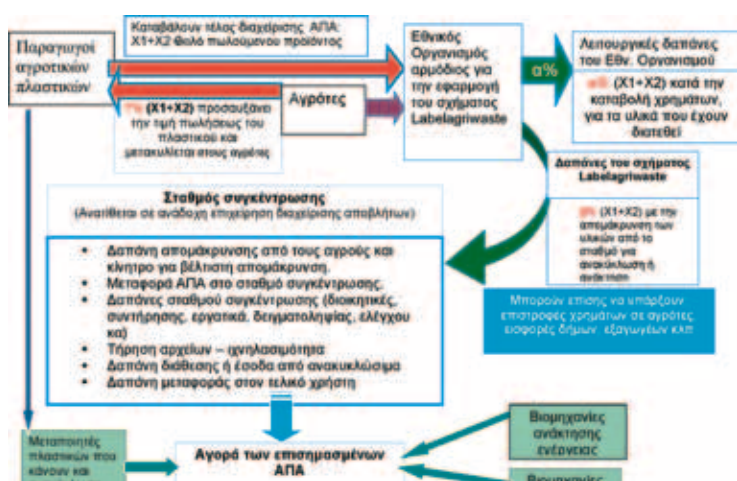 Παραγωγοί
αγροτικών
πλαστικών
Καταβάλουν τέλος διαχείρισης ΑΠΑ:
Χ1+Χ2 πωλούμενου προϊόντος
(Χ1+Χ2) προσαυξάνει
την τιμή πωλήσεως του
πλαστικού και
μετακυλίεται στους αγρότες
Αγρότες
Εθνικός
Οργανισμός
αρμόδιος για
την εφαρμογή
του σχήματος
Labelagriwaste
α%
Λειτουργικές δαπάνες
του Εθν. Οργανισμού
α% (Χ1+Χ2) κατά την
καταβολή χρημάτων,
για τα υλικά που έχουν
διατεθεί
Δαπάνες του σχήματος
Labelagriwaste
(Χ1+Χ2) με την
απομάκρυνση των
υλικών από το
σταθμό για
ανακύκλωση ή
ανάκτηση
Μπορούν επισης να υπάρξουν
επιστροφες χρημάτων σε αγρότες,
εισφορές δήμων, εξαγωγέων κλπ
Σταθμός συγκέντρωσης
(Ανατίθεται σε ανάδοχη επιχείρηση διαχείρισης αποβλήτων)
• Δαπάνη απομάκρυνσης από τους αγρούς και
κίνητρο για βέλτιστη απομάκρυνση.
• Μεταφορά ΑΠΑ στο σταθμό συγκέντρωσης.
• Δαπάνες σταθμού συγκέντρωσης (διοικητικές,
συντήρησης, εργατικά, δειγματοληψίας, ελέγχου
κα)
• Τήρηση αρχείων – ιχνηλασιμότητα
• Δαπάνη διάθεσης ή έσοδα από ανακυκλώσιμα
• Δαπάνη μεταφοράς στον τελικό χρήστη
Μεταποιητές
πλαστικών που
κάνουν και
Αγορά των επισημασμένων
ΑΠΑ
Βιομηχανίες
ανάκτησης
ενέργειας
Βιομηχανίες